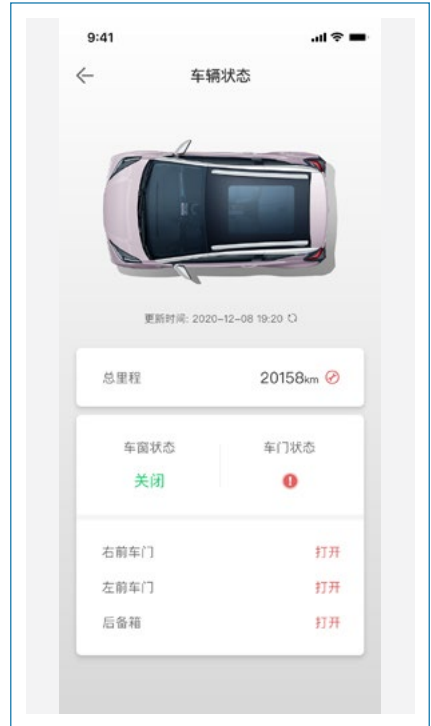 9:41
车辆状态
更新时间: 2020-12-08 19:20
总里程 20158km
车窗状态 车门状态
关闭
右前车门 打开
左前车门 打开
后备箱 打开